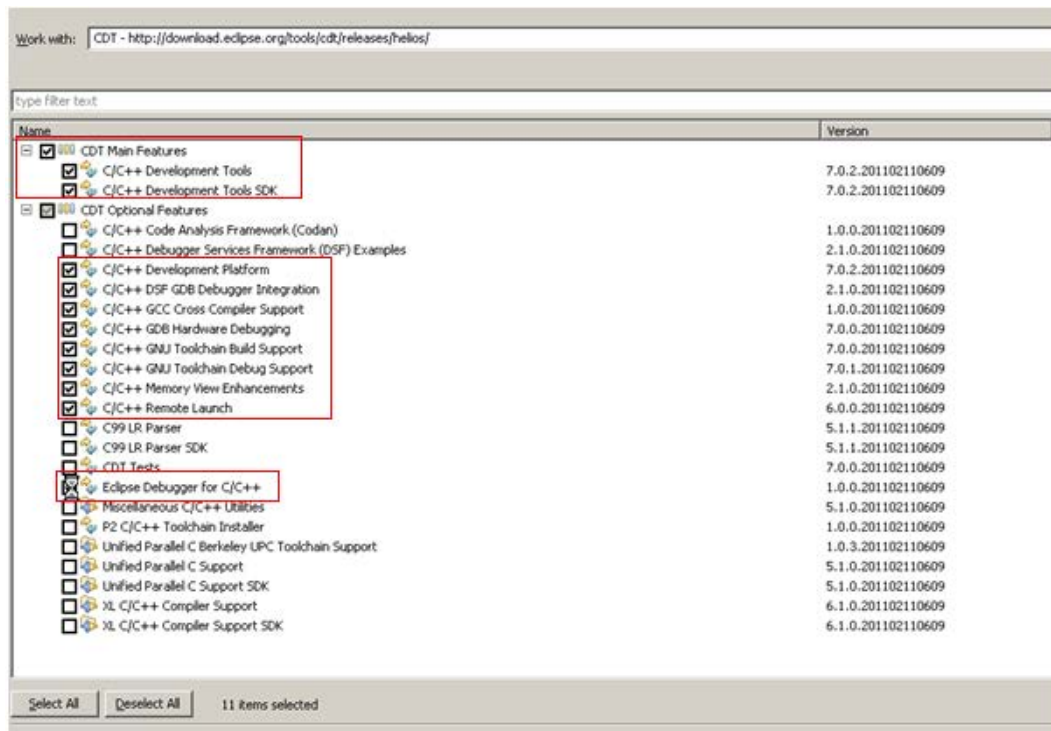 Work with: CDT - http://download.eclipse.org/tools/cdt/releases/helios/
type filter text
Name Version
CDT Main Features
C/C++ Development Tools 7.0.2.201102110609
C/C++ Development Tools SDK 7.0.2.201102110609
CDT Optional Features
C/C++ Code Analysis Framework (Codan) 1.0.0.201102110609
C/C++ Debugger Services Framework (DSF) Examples 2.1.0.201102110609
C/C++ Development Platform 7.0.2.201102110609
C/C++ DSF GDB Debugger Integration 2.1.0.201102110609
C/C++ GCC Cross Compiler Support 1.0.0.201102110609
C/C++ GDB Hardware Debugging 7.0.0.201102110609
C/C++ GNU Toolchain Build Support 7.0.0.201102110609
C/C++ GNU Toolchain Debug Support 7.0.1.201102110609
C/C++ Memory View Enhancements 2.1.0.201102110609
C/C++ Remote Launch 6.0.0.201102110609
C99 LR Parser 5.1.1.201102110609
C99 LR Parser SDK 5.1.1.201102110609
CDT Tests 7.0.0.201102110609
Eclipse Debugger for C/C++ 1.0.0.201102110609
Miscellaneous C/C++ Utilities 5.1.0.201102110609
P2 C/C++ Toolchain Installer 1.0.0.201102110609
Unified Parallel C Berkeley UPC Toolchain Support 1.0.3.201102110609
Unified Parallel C Support 5.1.0.201102110609
Unified Parallel C Support SDK 5.1.0.201102110609
XL C/C++ Compiler Support 6.1.0.201102110609
XL C/C++ Compiler Support SDK 6.1.0.201102110609
Select All Deselect All 11 items selected